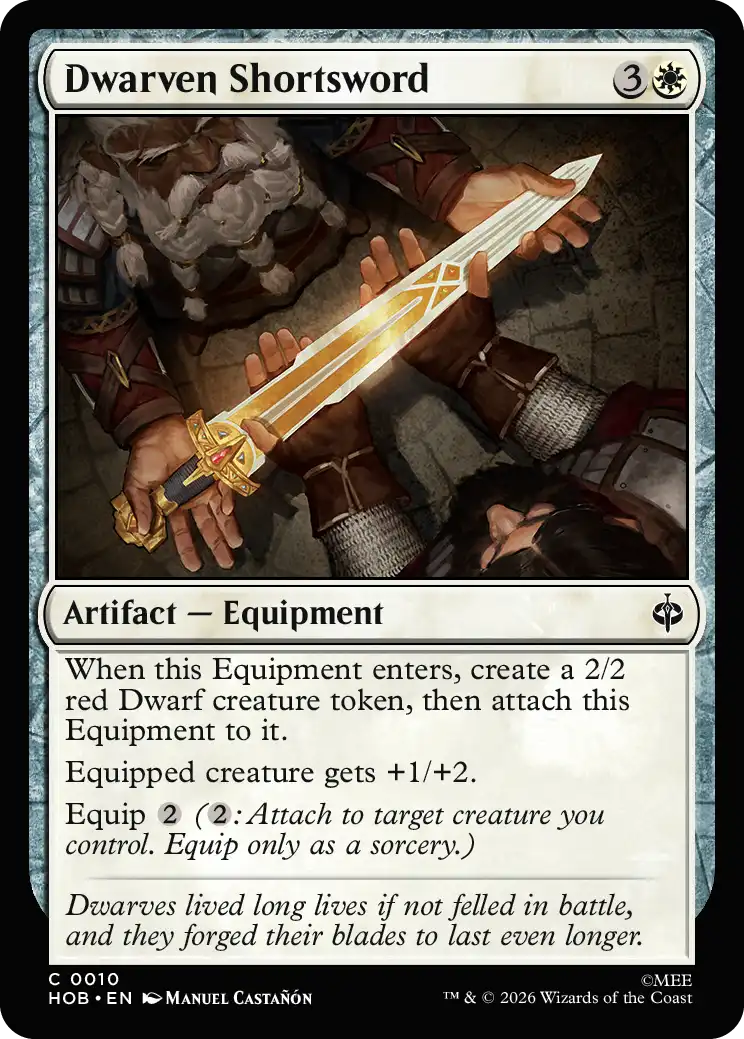 Dwarven Shortsword 3
Artifact — Equipment
When this Equipment enters, create a 2/2
red Dwarf creature token, then attach this
Equipment to it.
Equipped creature gets +1/+2.
Equip 2 (2: Attach to target creature you
control. Equip only as a sorcery.)
Dwarves lived long lives if not felled in battle,
and they forged their blades to last even longer.
C 0010
HOB • EN Manuel Castañón
©MEE
™ & © 2026 Wizards of the Coast